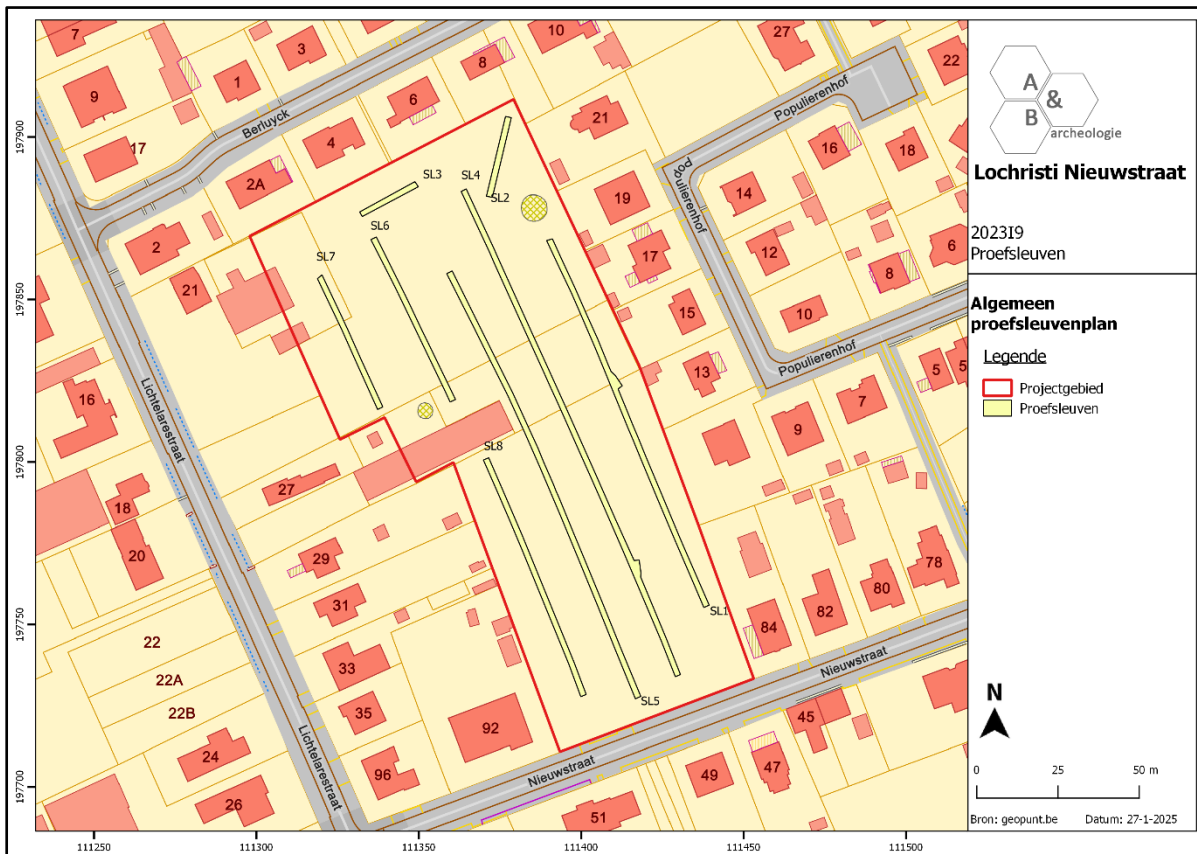 A
&
B
archeologie
Lochristi Nieuwstraat
2023I9
Proefsleuven
Algemeen
proefsleuvenplan
Legende
Projectgebied
Proefsleuven
N
0 25 50 m
Bron: geopunt.be Datum: 27-1-2025
197900
197850
197800
197750
197700
111250 111300 111350 111400 111450 111500
Berluyck
Populierenhof
Populierenhof
Populierenhof
Lichtelarestraat
Lichtelarestraat
Nieuwstraat
Nieuwstraat
SL1
SL2
SL3
SL4
SL5
SL6
SL7
SL8
7
9
17
1
3
10
8
6
4
2A
2
21
27
22
21
19
17
15
13
16
18
14
12
10
8
6
5
5
7
9
16
18
20
27
29
31
33
35
22
22A
22B
24
26
92
96
84
82
80
78
45
47
49
51